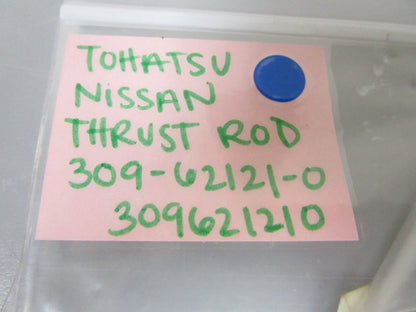 TOHATSU
NISSAN
THRUST ROD
309-62121-0
309621210